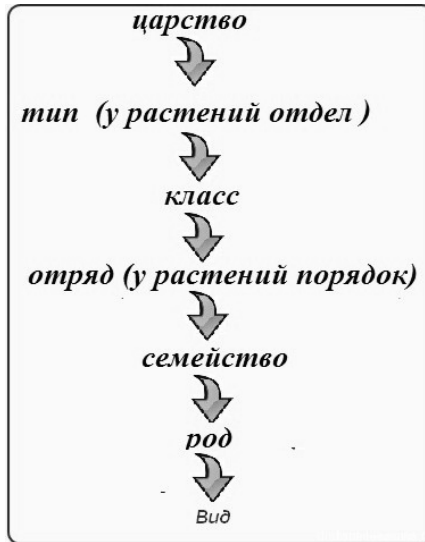 царство
тип (у растений отдел )
класс
отряд (у растений порядок)
семейство
род
Вид